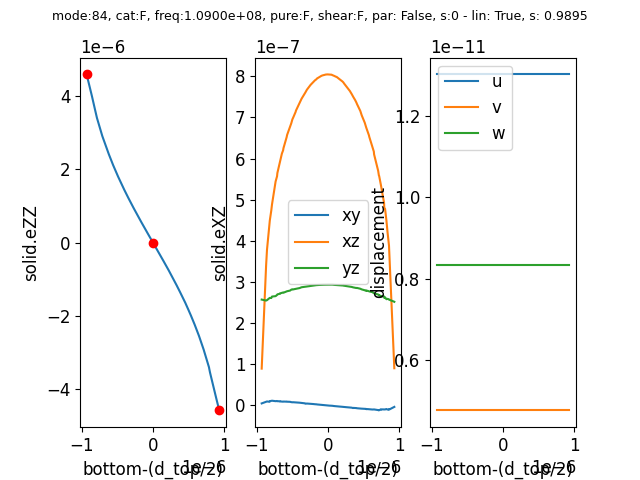 mode:84, cat:F, freq:1.0900e+08, pure:F, shear:F, par: False, s:0 - lin: True, s: 0.9895
1e−6
4
2
0
−2
−4
solid.eZZ
−1
0
1
1e−6
bottom-(d_top/2)
1e−7
8
7
6
5
4
3
2
1
0
solid.eXZ
xy
xz
yz
−1
0
1
1e−6
bottom-(d_top/2)
1e−11
1.2
1.0
0.8
0.6
displacement
u
v
w
−1
0
1
1e−6
bottom-(d_top/2)